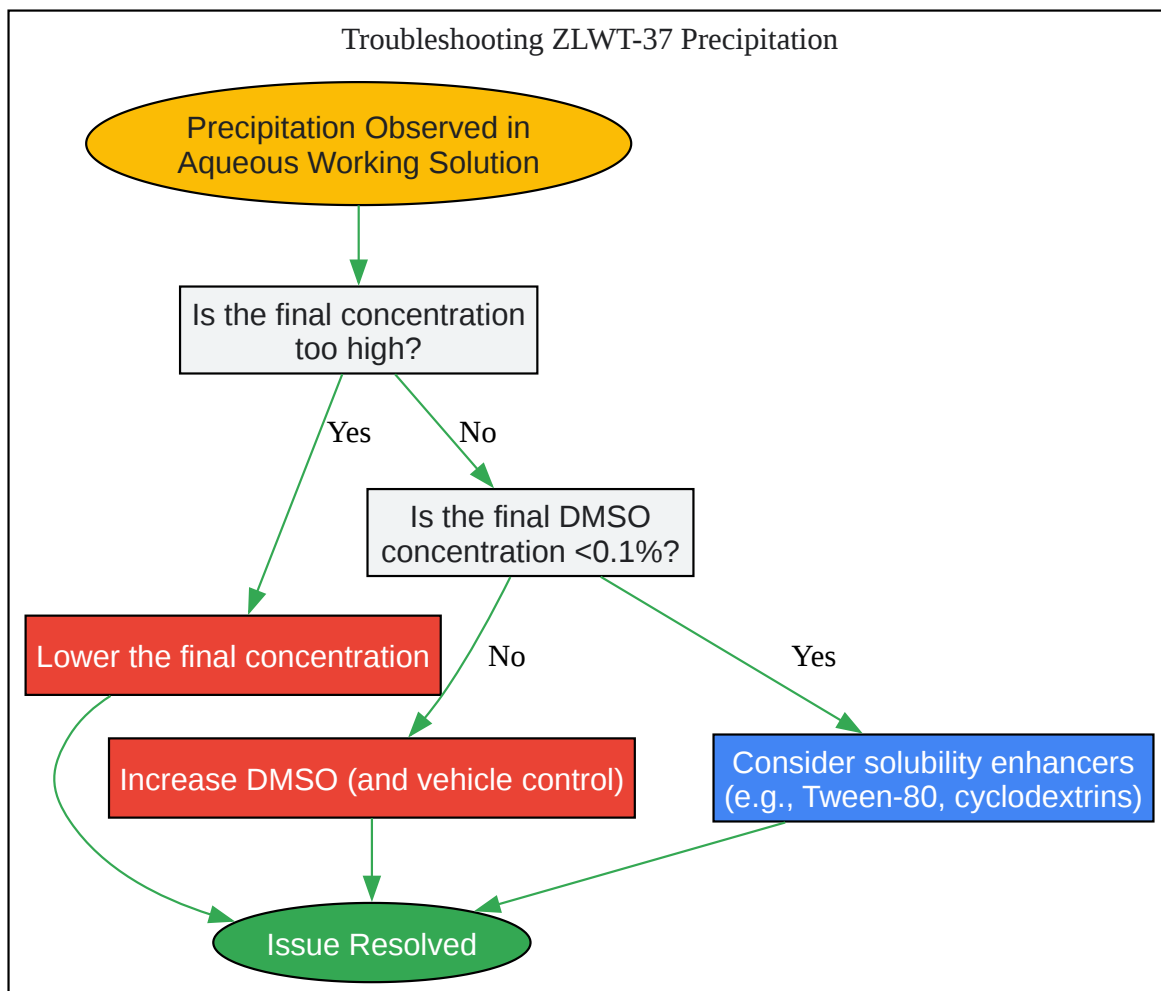 Troubleshooting ZLWT-37 Precipitation
Precipitation Observed in
Aqueous Working Solution
Is the final concentration
too high?
Yes
No
Is the final DMSO
concentration <0.1%?
Lower the final concentration
No
Yes
Increase DMSO (and vehicle control)
Consider solubility enhancers
(e.g., Tween-80, cyclodextrins)
Issue Resolved